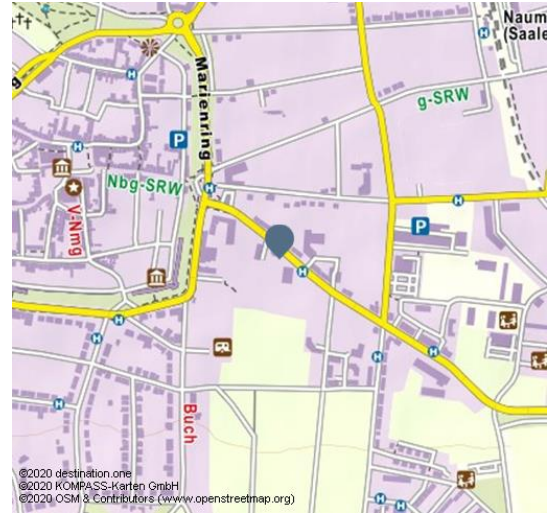 Naum
(Saale
Marienring
g-SRW
P
Nbg-SRW
V-Nmg
P
Buch
H
H
H
H
H
H
H
H
H
H
H
H
©2020 destination.one
©2020 KOMPASS-Karten GmbH
©2020 OSM & Contributors (www.openstreetmap.org)